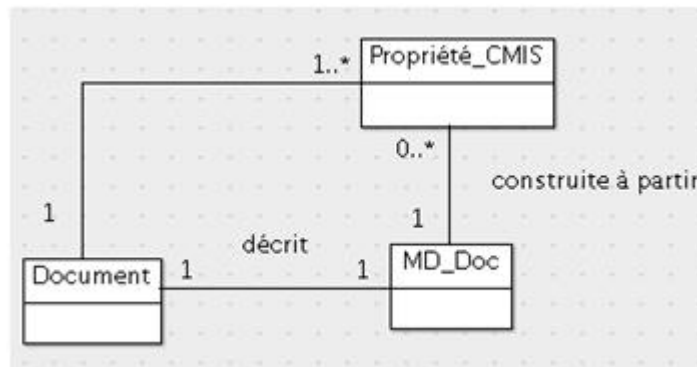 Propriété_CMIS
1..*
0..*
construite à partir
1
1
décrit
MD_Doc
Document
1
1